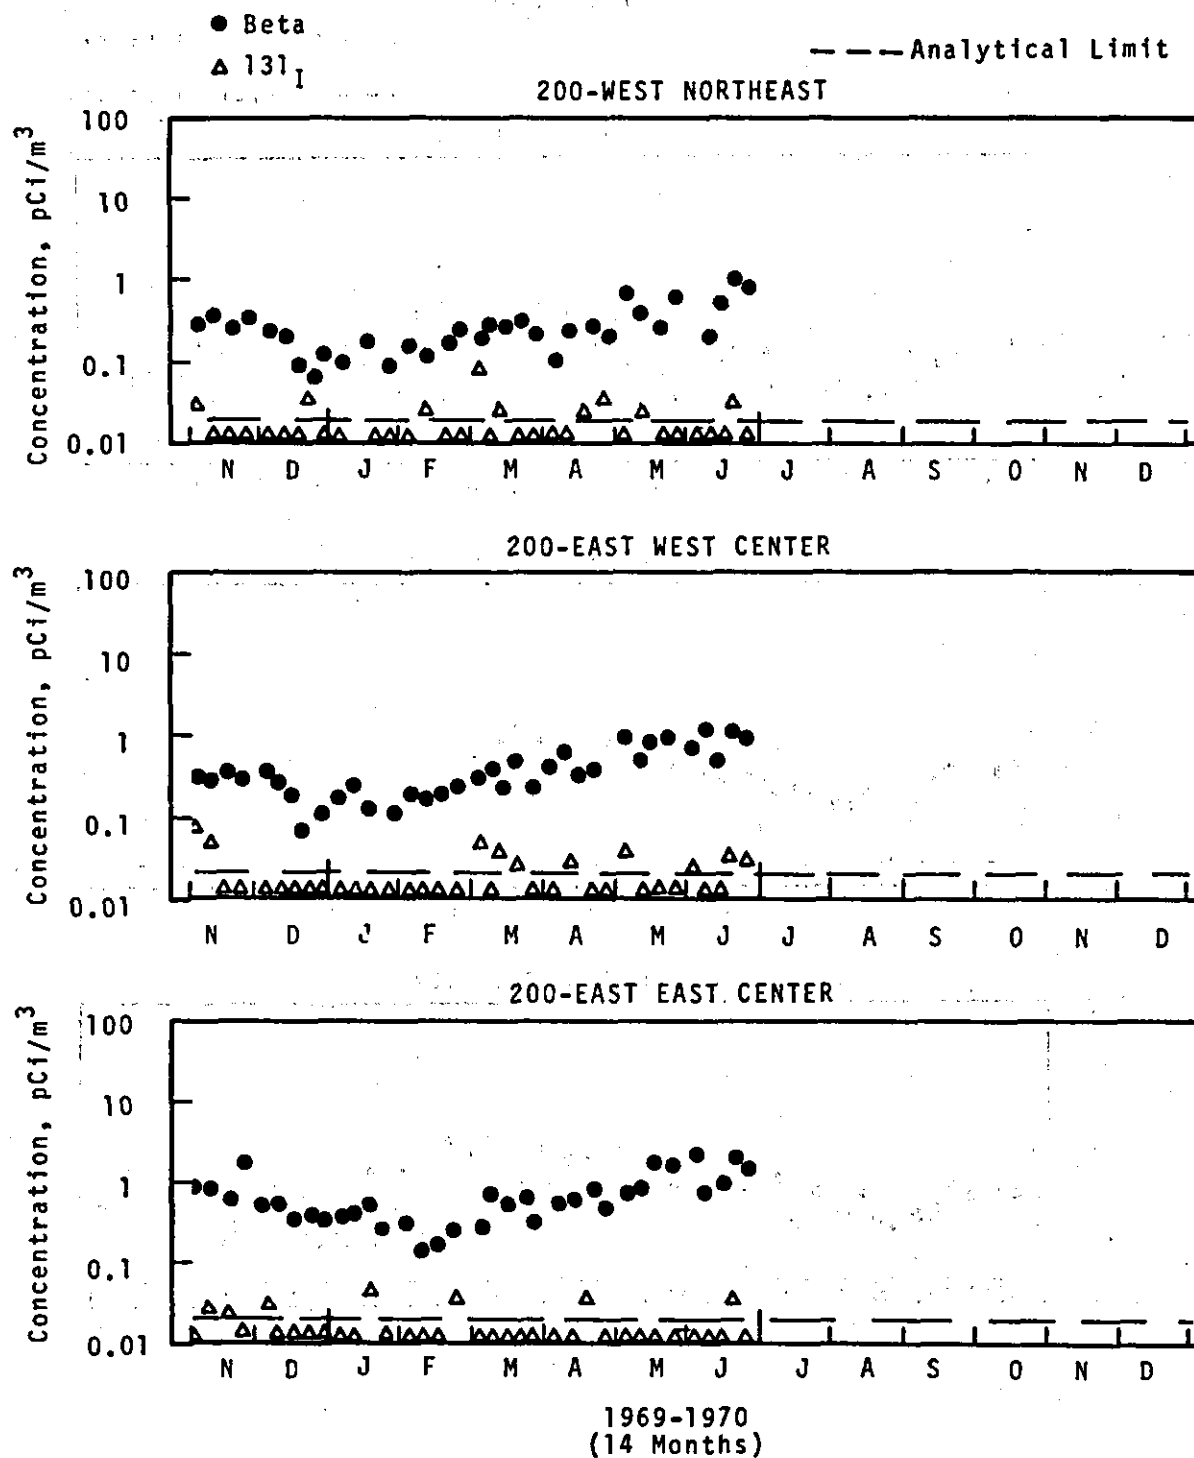 ● Beta
Δ 131I
— — — Analytical Limit
200-WEST NORTHEAST
Concentration, pCi/m³
100
10
1
0.1
0.01
N D J F M A M J J A S O N D
200-EAST WEST CENTER
Concentration, pCi/m³
100
10
1
0.1
0.01
N D J F M A M J J A S O N D
200-EAST EAST CENTER
Concentration, pCi/m³
100
10
1
0.1
0.01
N D J F M A M J J A S O N D
1969-1970
(14 Months)